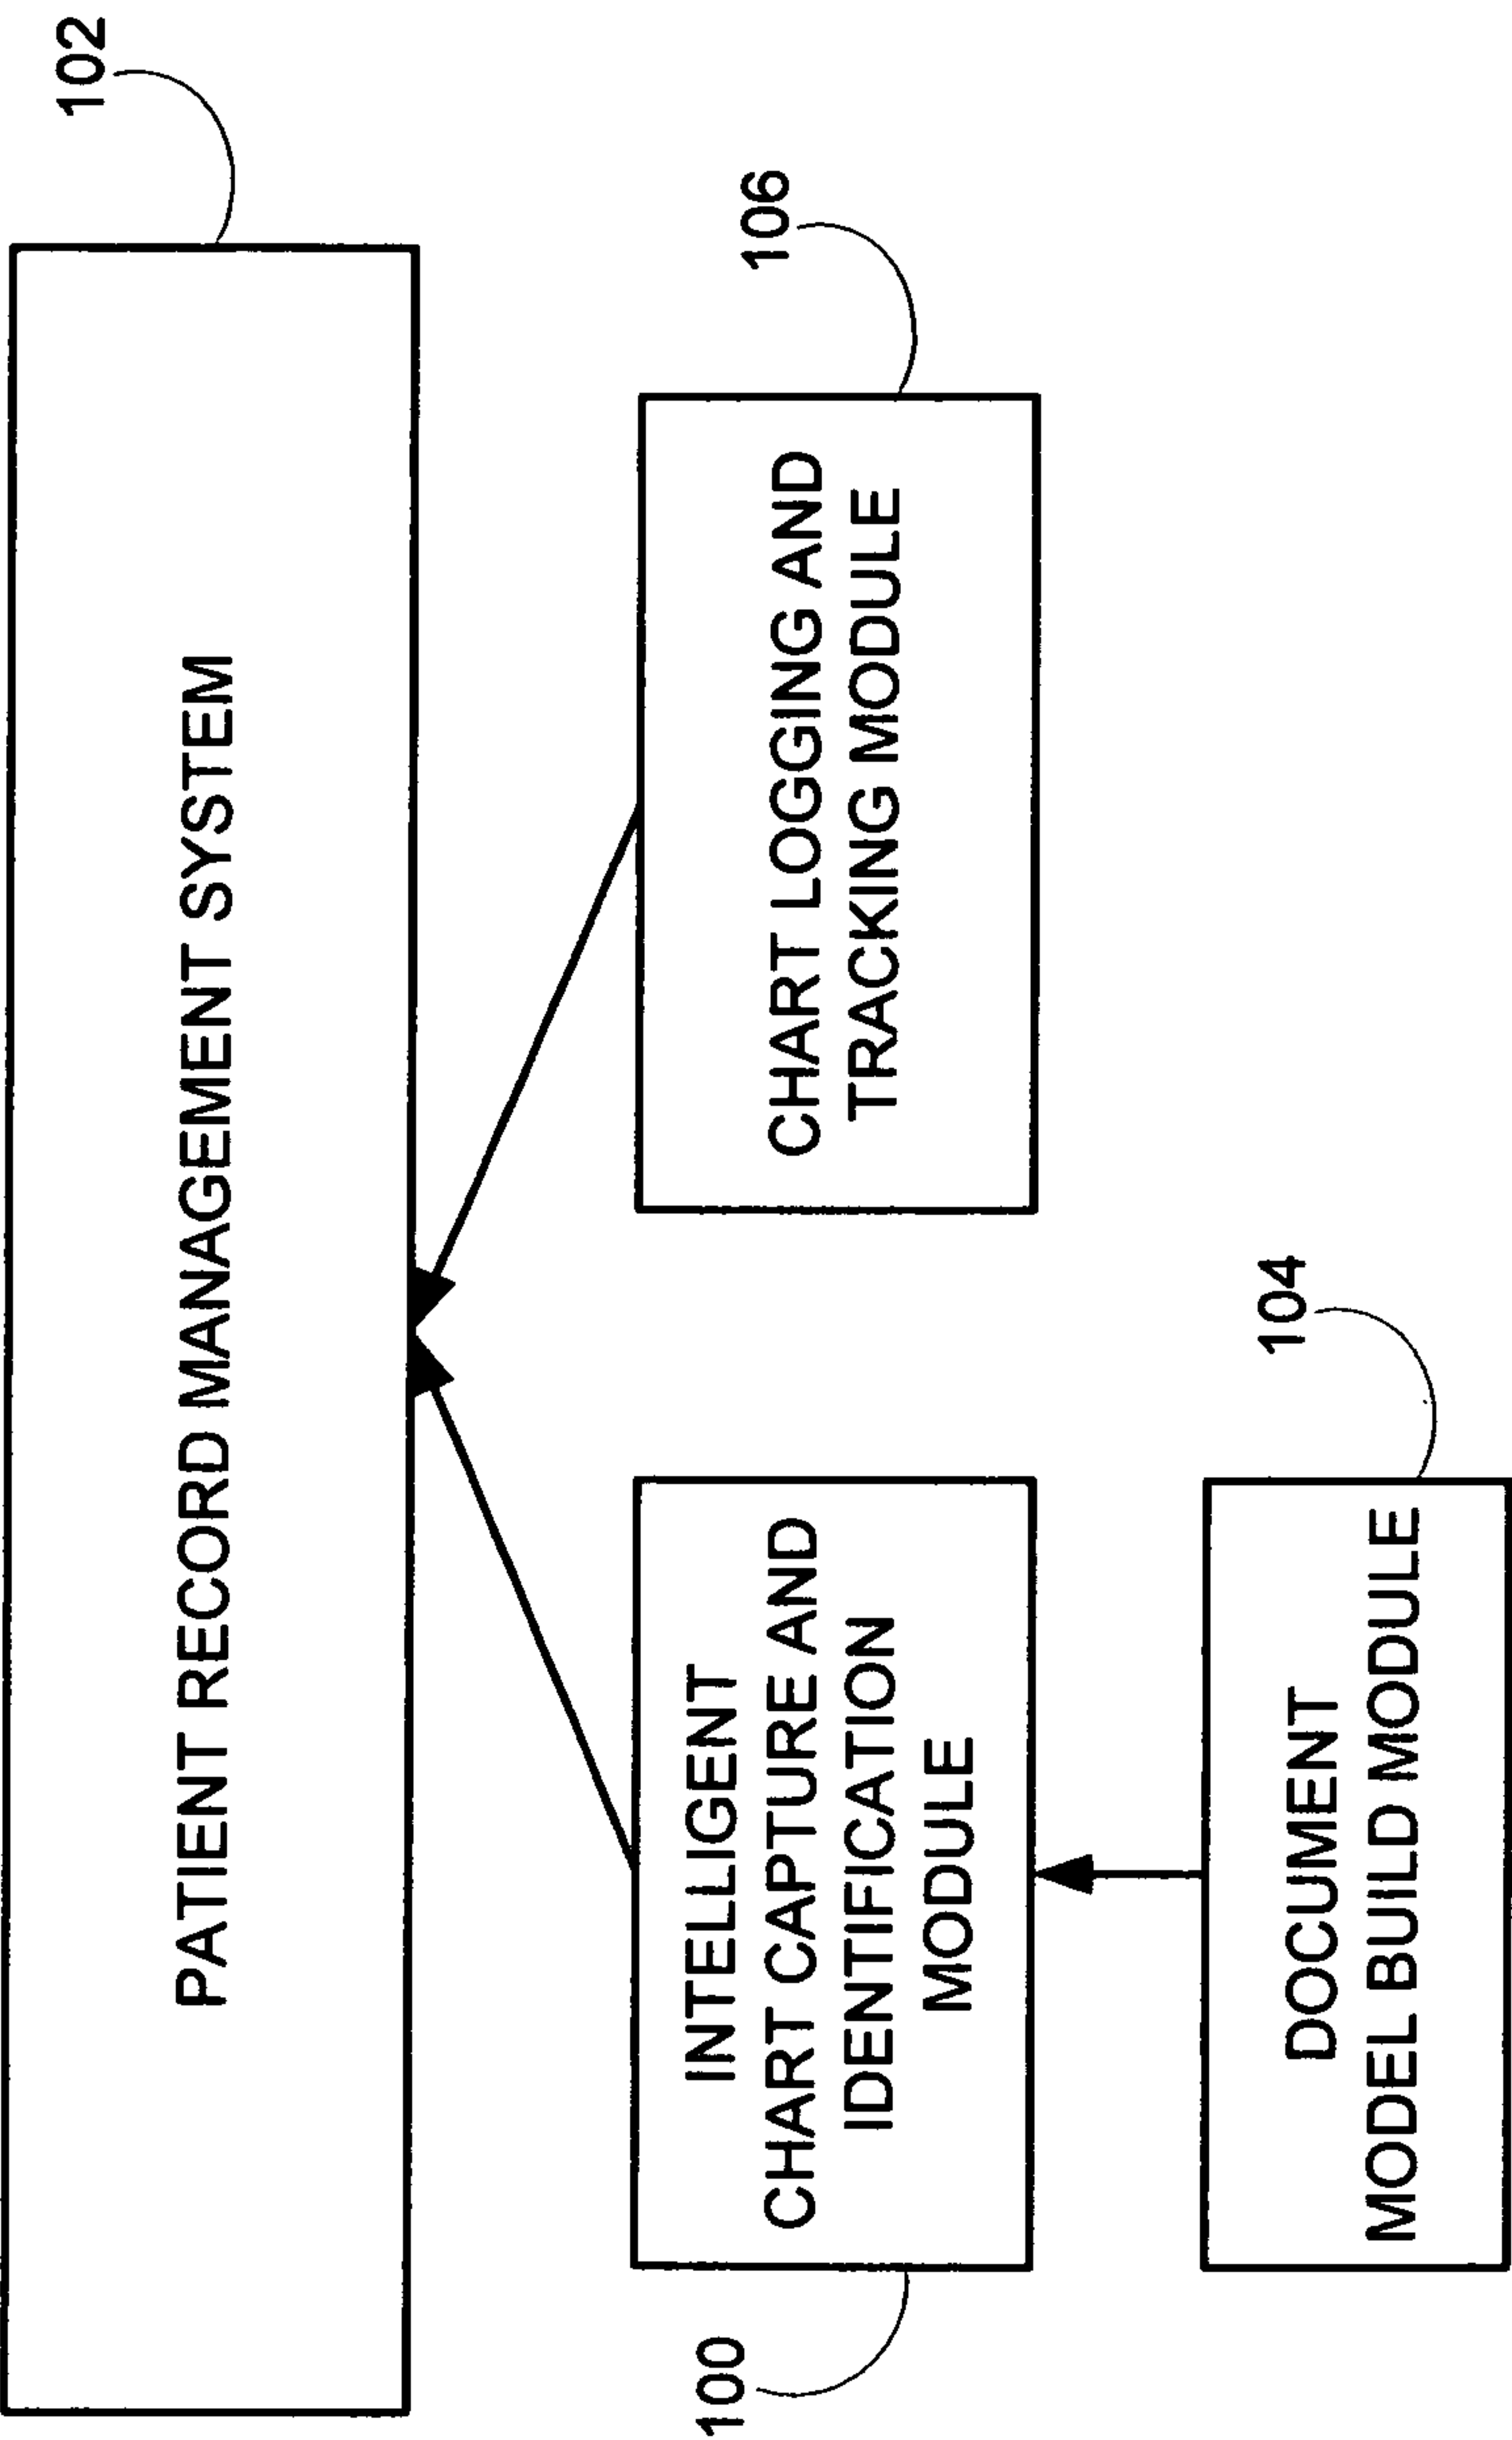 102
PATIENT RECORD MANAGEMENT SYSTEM
100
INTELLIGENT
CHART CAPTURE AND
IDENTIFICATION
MODULE
106
CHART LOGGING AND
TRACKING MODULE
104
DOCUMENT
MODEL BUILD MODULE